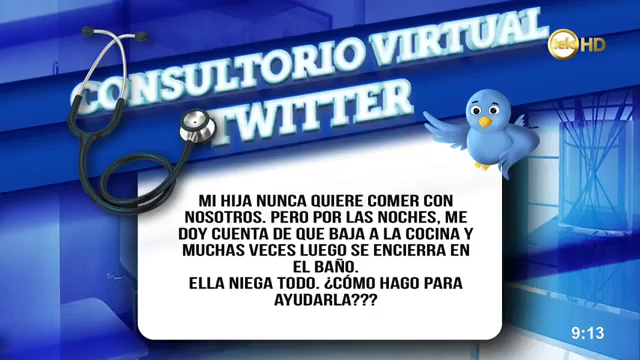 CONSULTORIO VIRTUAL
TWITTER
tele HD
MI HIJA NUNCA QUIERE COMER CON
NOSOTROS. PERO POR LAS NOCHES, ME
DOY CUENTA DE QUE BAJA A LA COCINA Y
MUCHAS VECES LUEGO SE ENCIERRA EN
EL BAÑO.
ELLA NIEGA TODO. ¿CÓMO HAGO PARA
AYUDARLA???
9:13